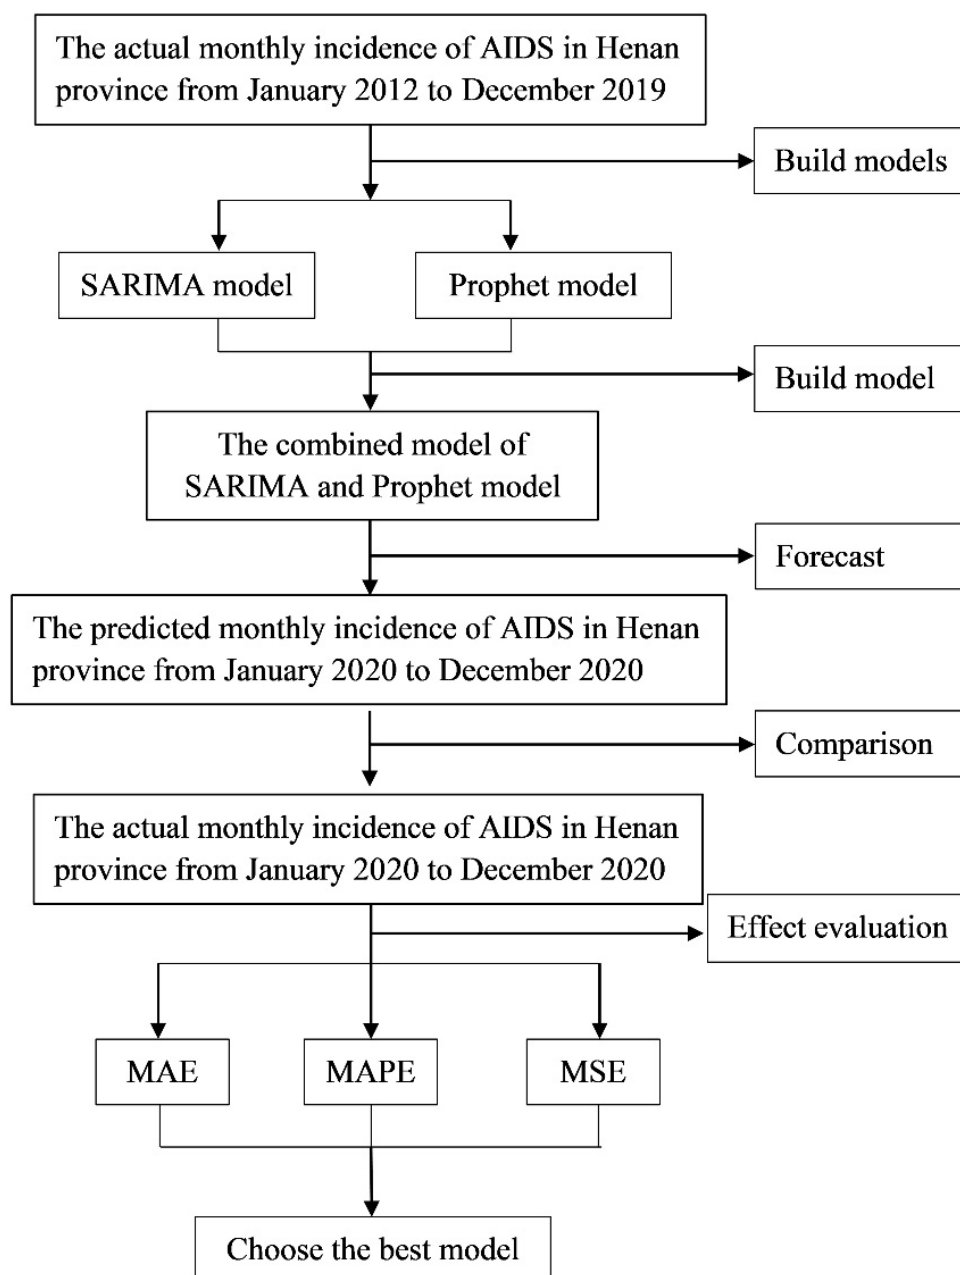 The actual monthly incidence of AIDS in Henan
province from January 2012 to December 2019
Build models
SARIMA model
Prophet model
Build model
The combined model of
SARIMA and Prophet model
Forecast
The predicted monthly incidence of AIDS in Henan
province from January 2020 to December 2020
Comparison
The actual monthly incidence of AIDS in Henan
province from January 2020 to December 2020
Effect evaluation
MAE
MAPE
MSE
Choose the best model